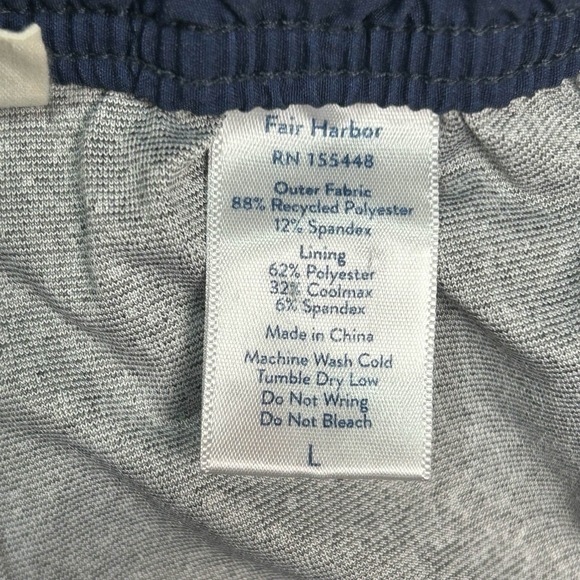 Fair Harbor
RN 155448
Outer Fabric
88% Recycled Polyester
12% Spandex
Lining
62% Polyester
32% Coolmax
6% Spandex
Made in China
Machine Wash Cold
Tumble Dry Low
Do Not Wring
Do Not Bleach
L